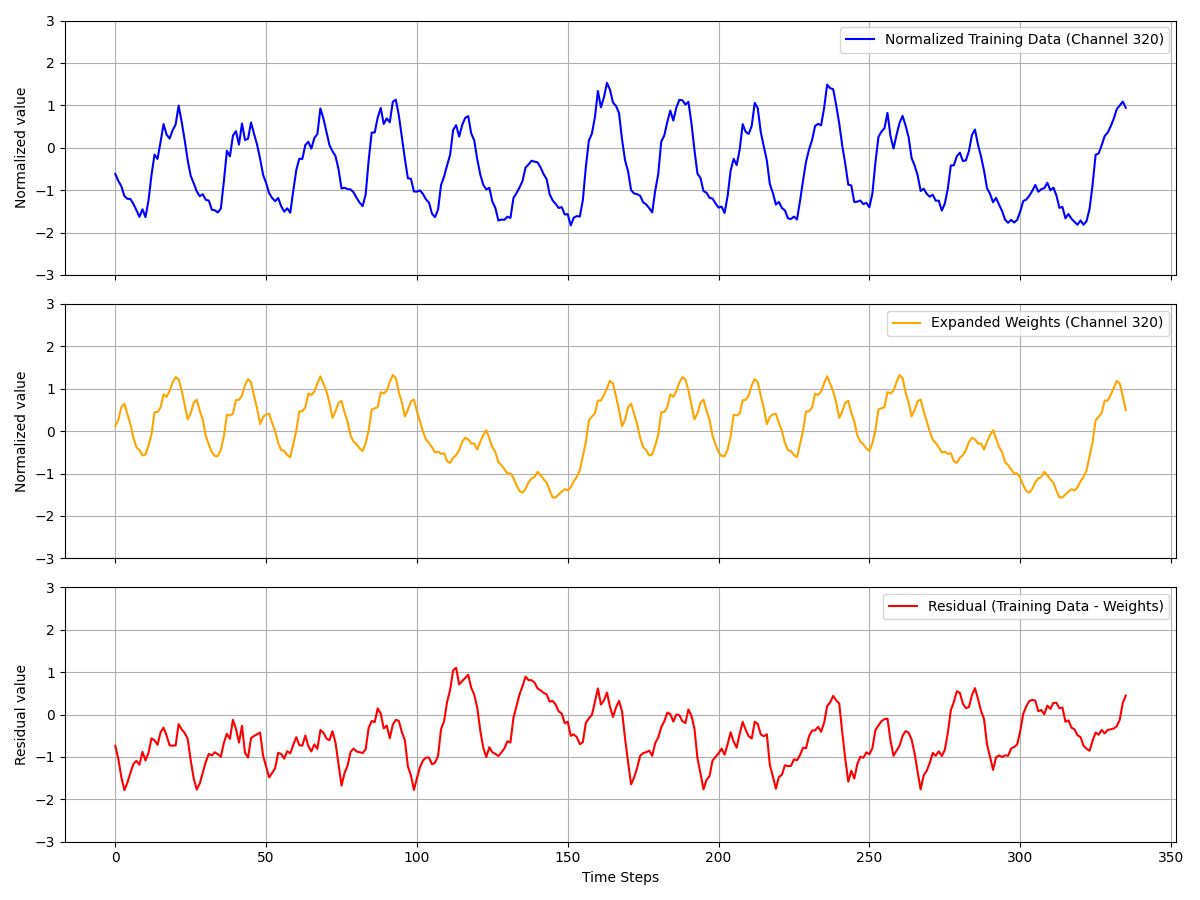 Normalized Training Data (Channel 320)
Normalized value
3
2
1
0
−1
−2
−3
Expanded Weights (Channel 320)
Normalized value
3
2
1
0
−1
−2
−3
Residual (Training Data - Weights)
Residual value
3
2
1
0
−1
−2
−3
0 50 100 150 200 250 300 350
Time Steps